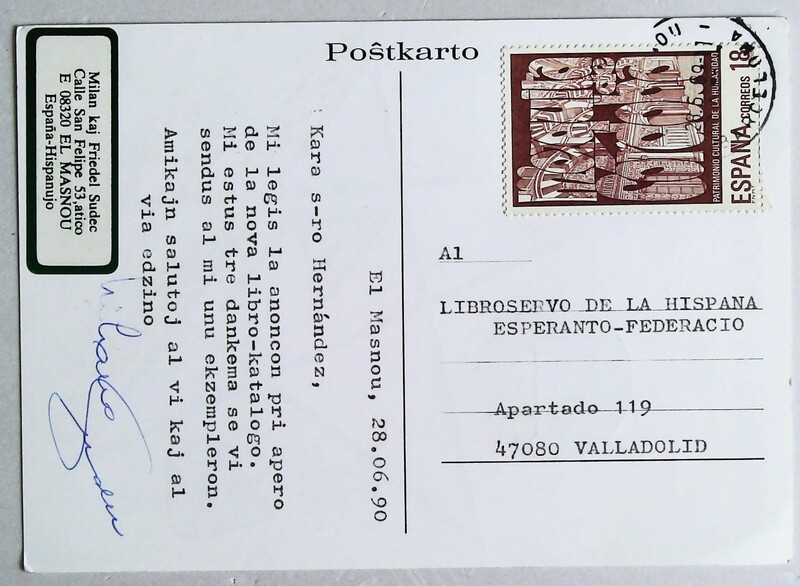 Poŝtkarto
Milan kaj Friedel Sudec
Calle San Felipe 53, atico
E 08320 EL MASNOU
España-Hispanujo
El Masnou, 28.06.90
Kara s-ro Hernández,
Mi legis la anoncon pri apero
de la nova libro-katalogo.
Mi estus tre dankema se vi
sendus al mi unu ekzempleron.
Amikajn salutojn al vi kaj al
via edzino
PATRIMONIO CULTURAL DE LA HUMANIDAD
ESPAÑA CORREOS 18
Al
LIBROSERVO DE LA HISPANA
ESPERANTO-FEDERACIO
Apartado 119
47080 VALLADOLID